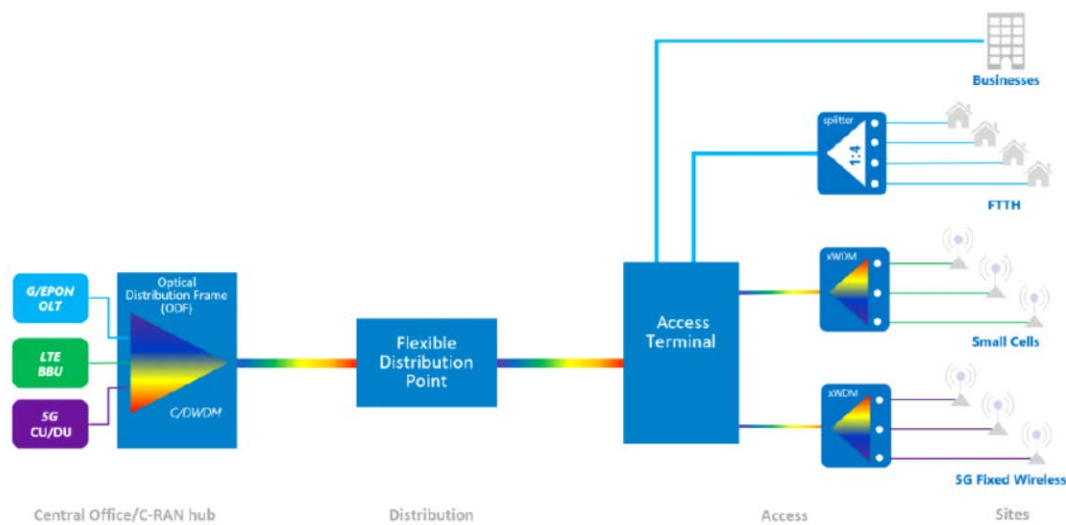 Businesses
splitter
1:4
FTTH
xWDM
Small Cells
G/EPON
OLT
LTE
BBU
5G
CU/DU
Optical
Distribution Frame
(ODF)
C/DWDM
Flexible
Distribution
Point
Access
Terminal
xWDM
5G Fixed Wireless
Central Office/C-RAN hub
Distribution
Access
Sites